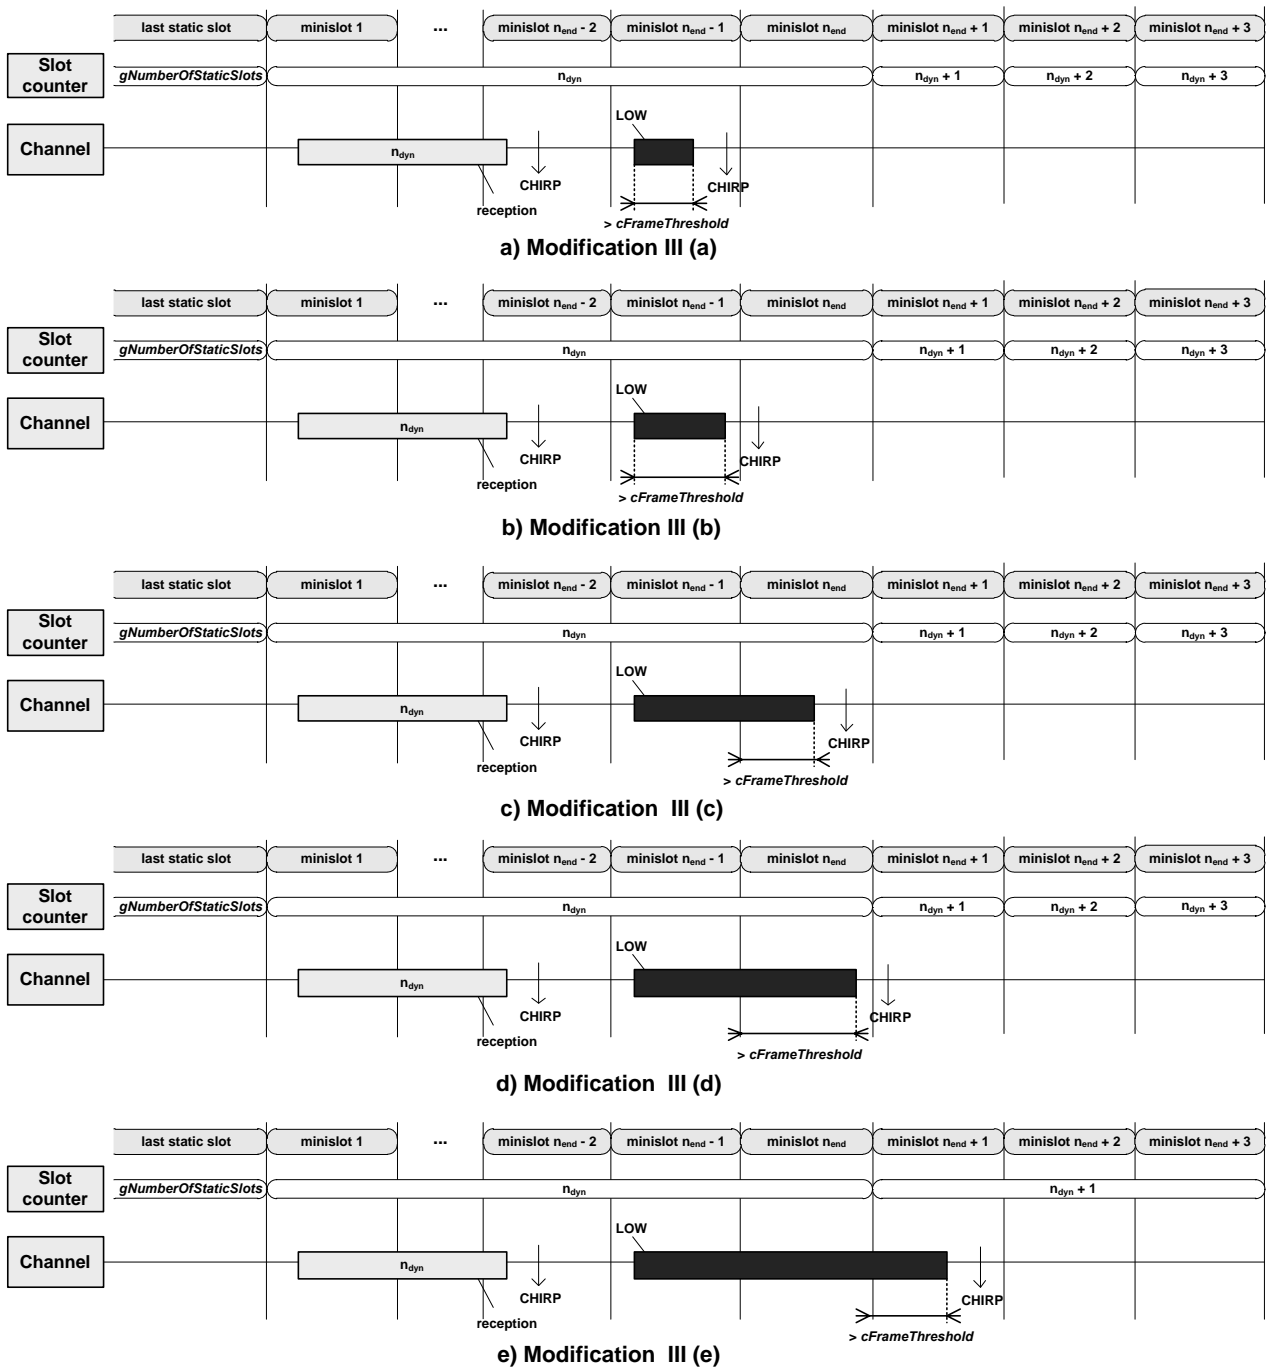 last static slot minislot 1 ... minislot nend - 2 minislot nend - 1 minislot nend minislot nend + 1 minislot nend + 2 minislot nend + 3
Slot counter gNumberOfStaticSlots ndyn ndyn + 1 ndyn + 2 ndyn + 3
LOW
Channel ndyn
CHIRP CHIRP
reception
> cFrameThreshold
a) Modification III (a)
last static slot minislot 1 ... minislot nend - 2 minislot nend - 1 minislot nend minislot nend + 1 minislot nend + 2 minislot nend + 3
Slot counter gNumberOfStaticSlots ndyn ndyn + 1 ndyn + 2 ndyn + 3
LOW
Channel ndyn
CHIRP CHIRP
reception
> cFrameThreshold
b) Modification III (b)
last static slot minislot 1 ... minislot nend - 2 minislot nend - 1 minislot nend minislot nend + 1 minislot nend + 2 minislot nend + 3
Slot counter gNumberOfStaticSlots ndyn ndyn + 1 ndyn + 2 ndyn + 3
LOW
Channel ndyn
CHIRP CHIRP
reception
> cFrameThreshold
c) Modification III (c)
last static slot minislot 1 ... minislot nend - 2 minislot nend - 1 minislot nend minislot nend + 1 minislot nend + 2 minislot nend + 3
Slot counter gNumberOfStaticSlots ndyn ndyn + 1 ndyn + 2 ndyn + 3
LOW
Channel ndyn
CHIRP CHIRP
reception
> cFrameThreshold
d) Modification III (d)
last static slot minislot 1 ... minislot nend - 2 minislot nend - 1 minislot nend minislot nend + 1 minislot nend + 2 minislot nend + 3
Slot counter gNumberOfStaticSlots ndyn ndyn + 1
LOW
Channel ndyn
CHIRP CHIRP
reception
> cFrameThreshold
e) Modification III (e)